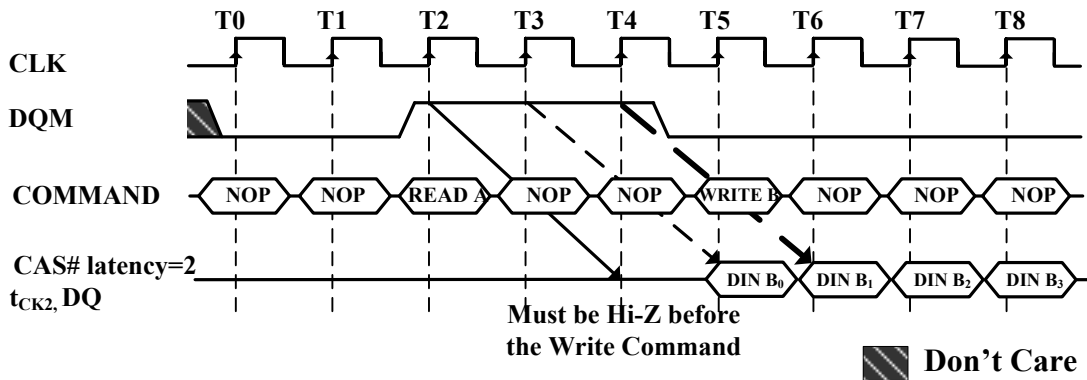 T0 T1 T2 T3 T4 T5 T6 T7 T8
CLK
DQM
COMMAND NOP NOP READ A NOP NOP WRITE B NOP NOP NOP
CAS# latency=2
tCK2, DQ DIN B0 DIN B1 DIN B2 DIN B3
Must be Hi-Z before
the Write Command
Don't Care